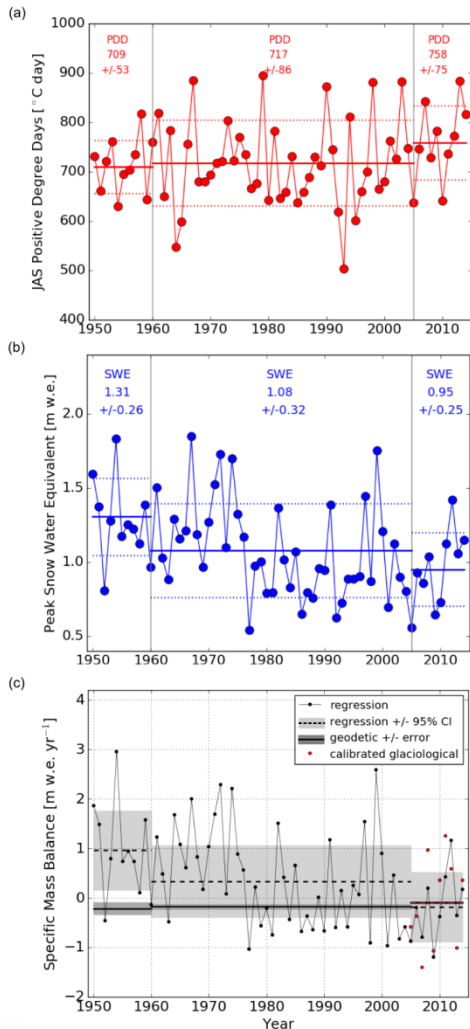 (a)
PDD PDD PDD
709 717 758
+/-53 +/-86 +/-75
JAS Positive Degree Days [°C day]
1000
900
800
700
600
500
400
1950 1960 1970 1980 1990 2000 2010
(b)
SWE SWE SWE
1.31 1.08 0.95
+/-0.26 +/-0.32 +/-0.25
Peak Snow Water Equivalent [m w.e.]
2.0
1.5
1.0
0.5
1950 1960 1970 1980 1990 2000 2010
(c)
regression
regression +/- 95% CI
geodetic +/- error
calibrated glaciological
Specific Mass Balance [m w.e. yr⁻¹]
4
3
2
1
0
−1
−2
1950 1960 1970 1980 1990 2000 2010
Year